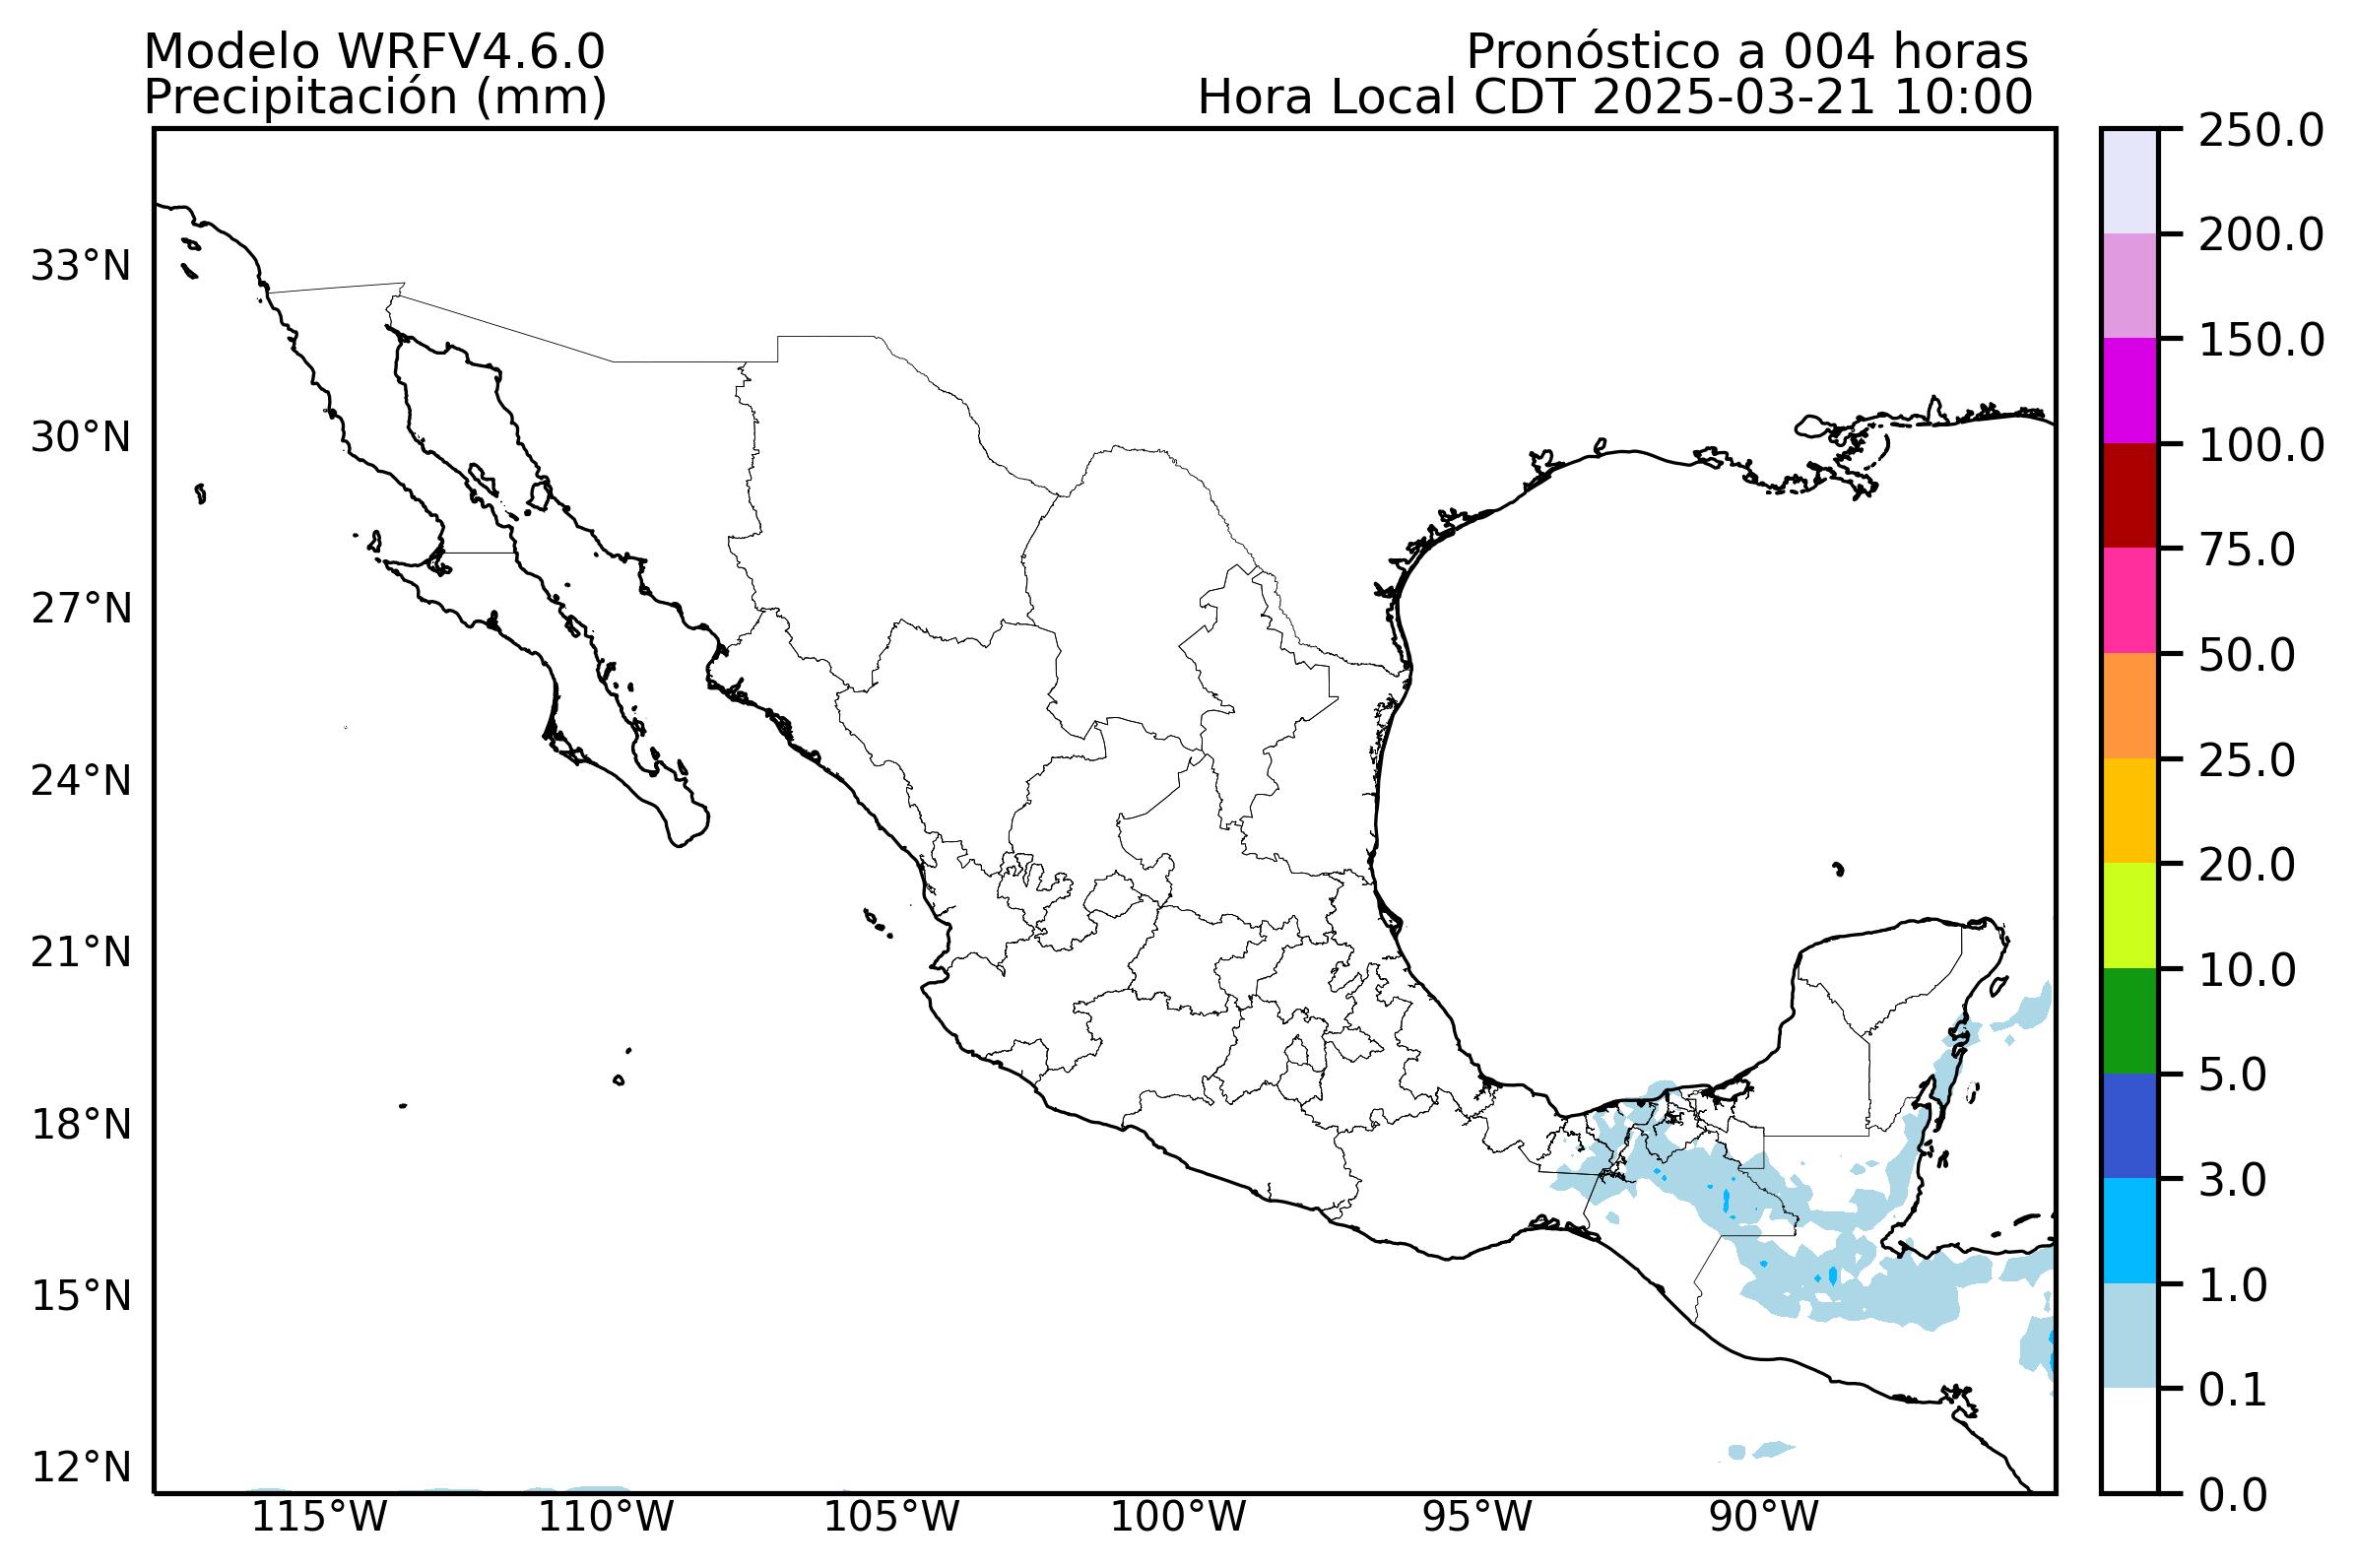 Modelo WRFV4.6.0
Precipitación (mm)
Pronóstico a 004 horas
Hora Local CDT 2025-03-21 10:00
33°N
30°N
27°N
24°N
21°N
18°N
15°N
12°N
115°W
110°W
105°W
100°W
95°W
90°W
250.0
200.0
150.0
100.0
75.0
50.0
25.0
20.0
10.0
5.0
3.0
1.0
0.1
0.0